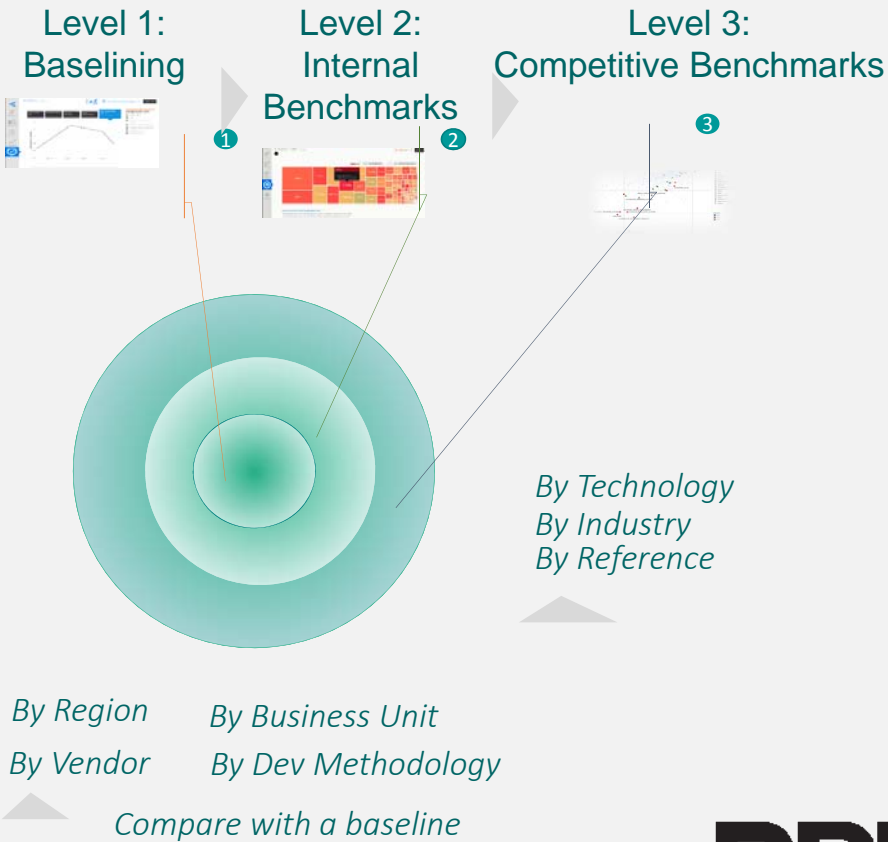 Level 1:
Baselining
Level 2:
Internal
Benchmarks
Level 3:
Competitive Benchmarks
1
2
3
By Technology
By Industry
By Reference
By Region
By Business Unit
By Vendor
By Dev Methodology
Compare with a baseline